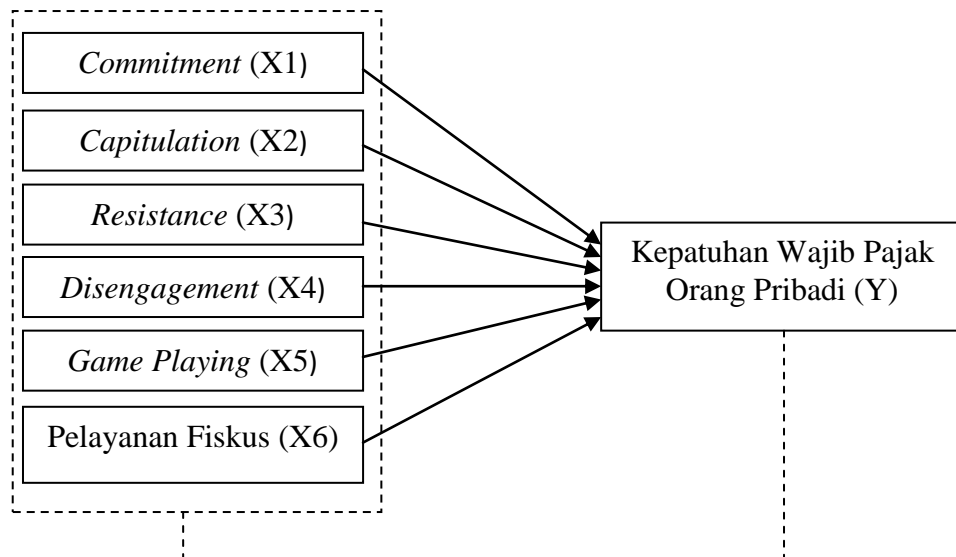 Commitment (X1)
Capitulation (X2)
Resistance (X3)
Disengagement (X4)
Game Playing (X5)
Pelayanan Fiskus (X6)
Kepatuhan Wajib Pajak
Orang Pribadi (Y)